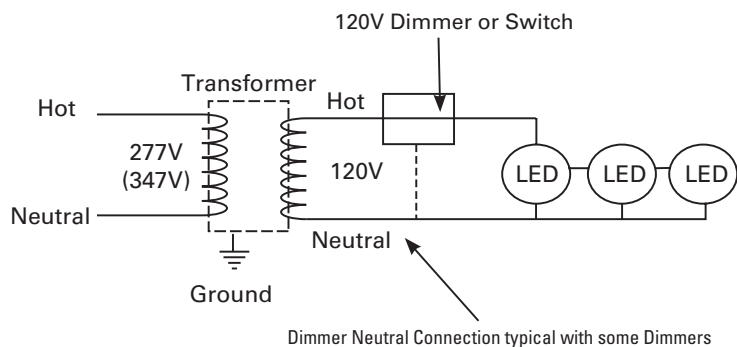 120V Dimmer or Switch
Transformer
Hot
Hot
277V
(347V)
120V
LED
LED
LED
Neutral
Neutral
Ground
Dimmer Neutral Connection typical with some Dimmers